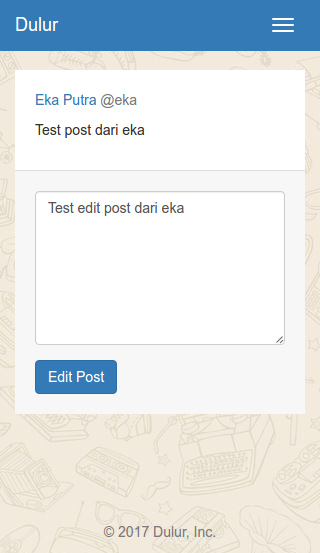 Dulur
Eka Putra @eka
Test post dari eka
Test edit post dari eka
Edit Post
© 2017 Dulur, Inc.